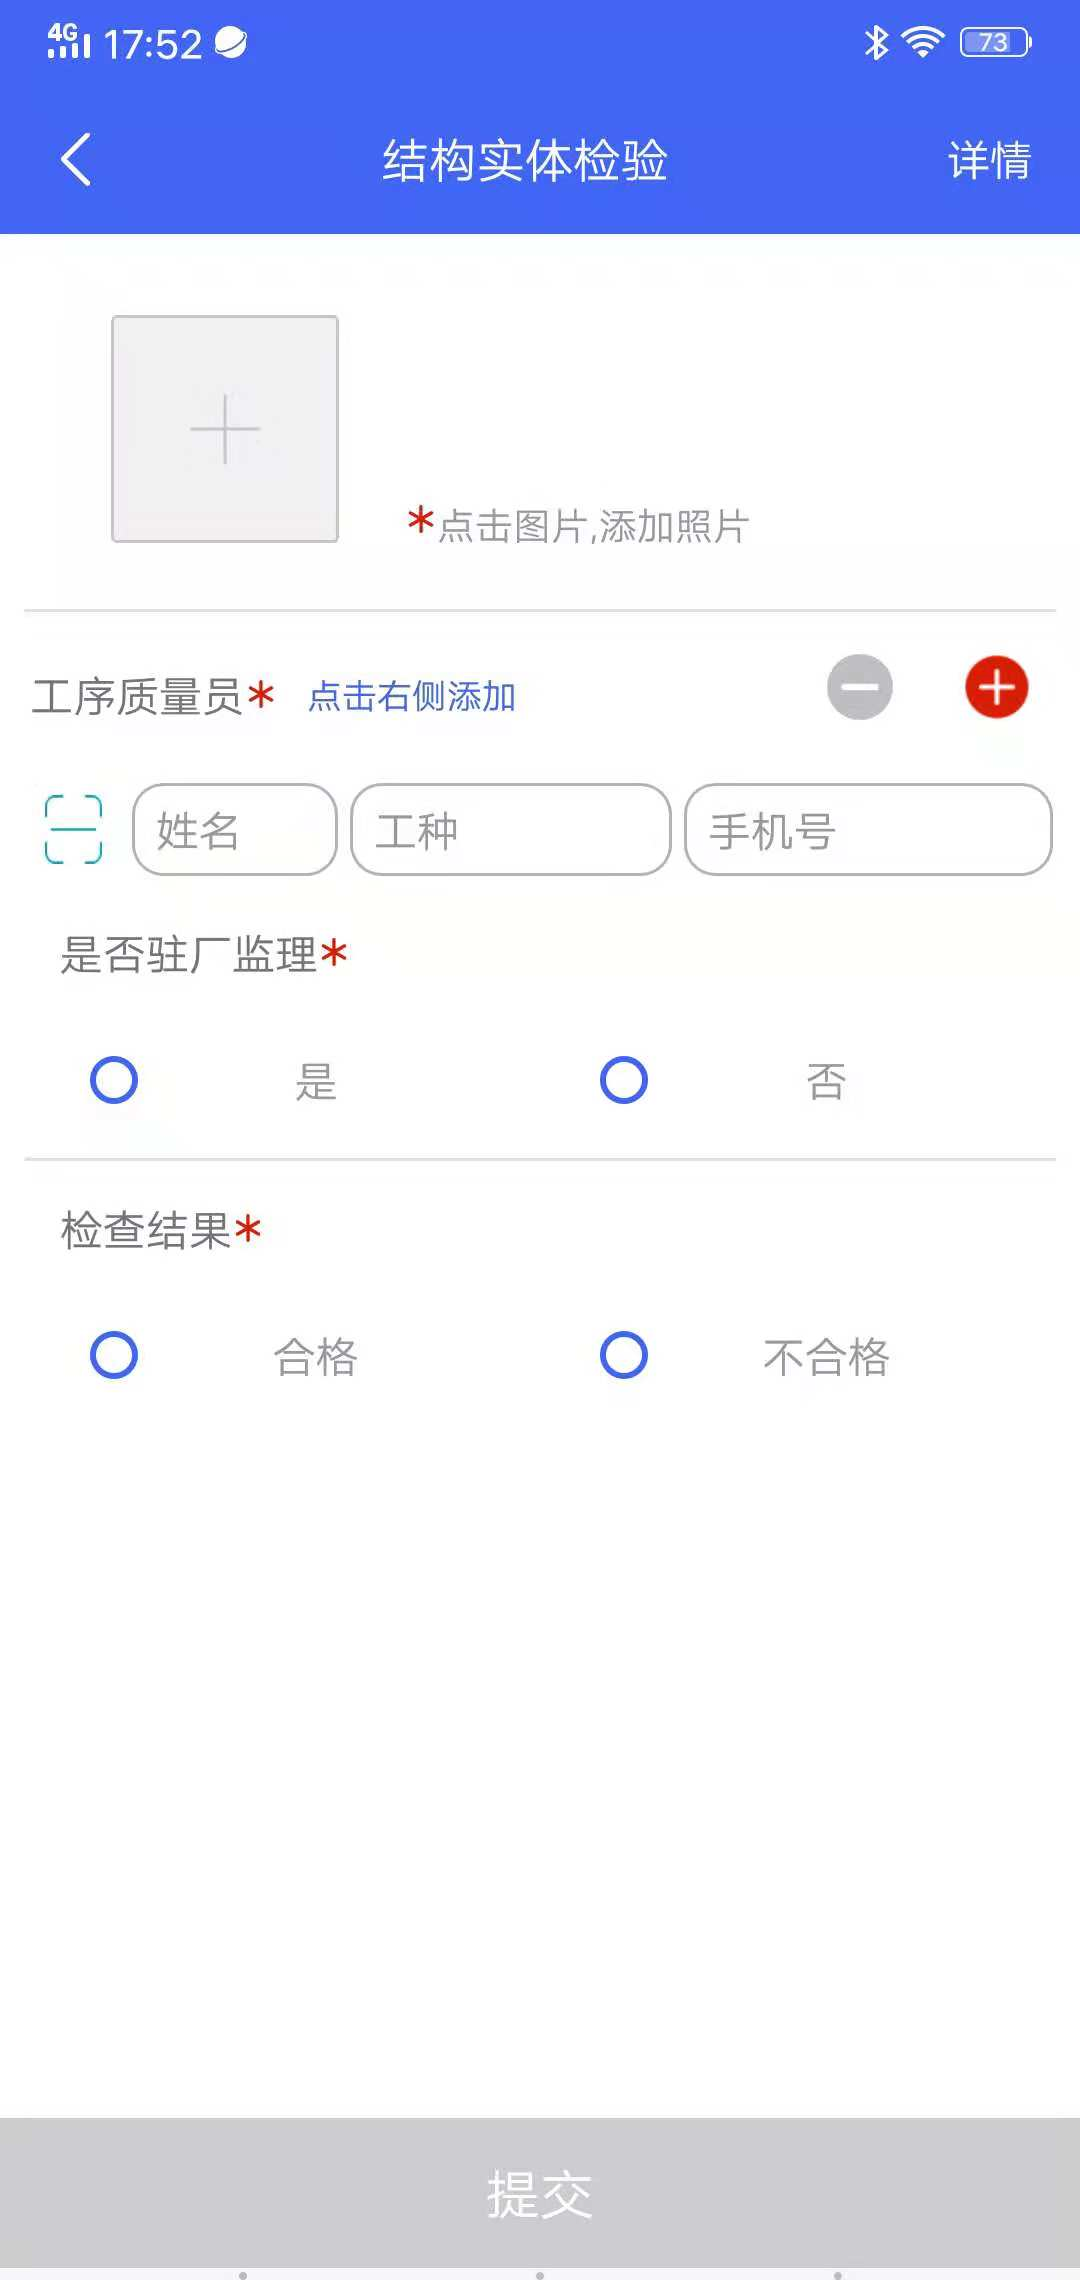 4G 17:52 73
结构实体检验 详情
*点击图片,添加照片
工序质量员* 点击右侧添加
姓名 工种 手机号
是否驻厂监理*
是 否
检查结果*
合格 不合格
提交